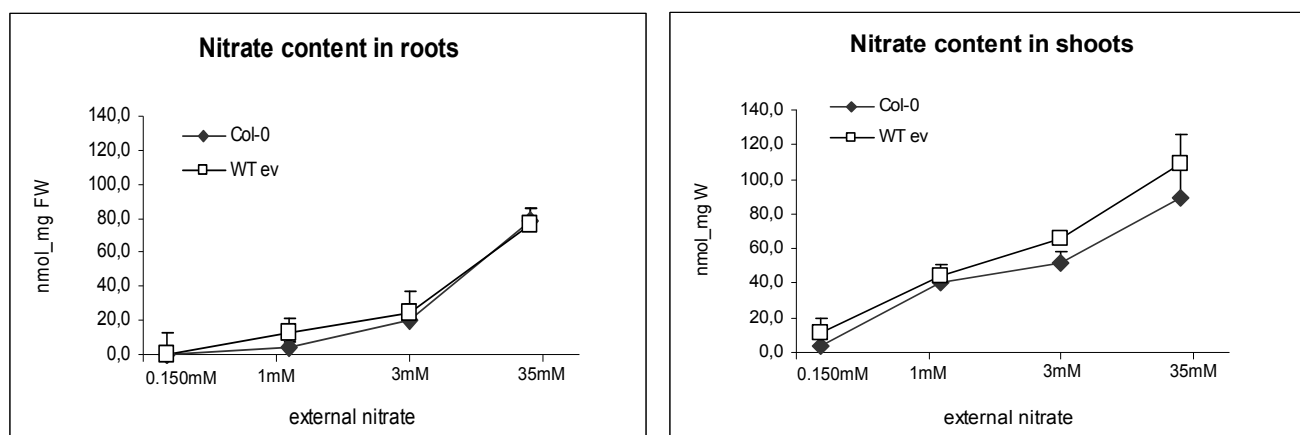 Nitrate content in roots
140,0
120,0
100,0
80,0
60,0
40,0
20,0
0,0
nmol_mg FW
Col-0
WT ev
0.150mM 1mM 3mM 35mM
external nitrate
Nitrate content in shoots
140,0
120,0
100,0
80,0
60,0
40,0
20,0
0,0
nmol_mg W
Col-0
WT ev
0.150mM 1mM 3mM 35mM
external nitrate